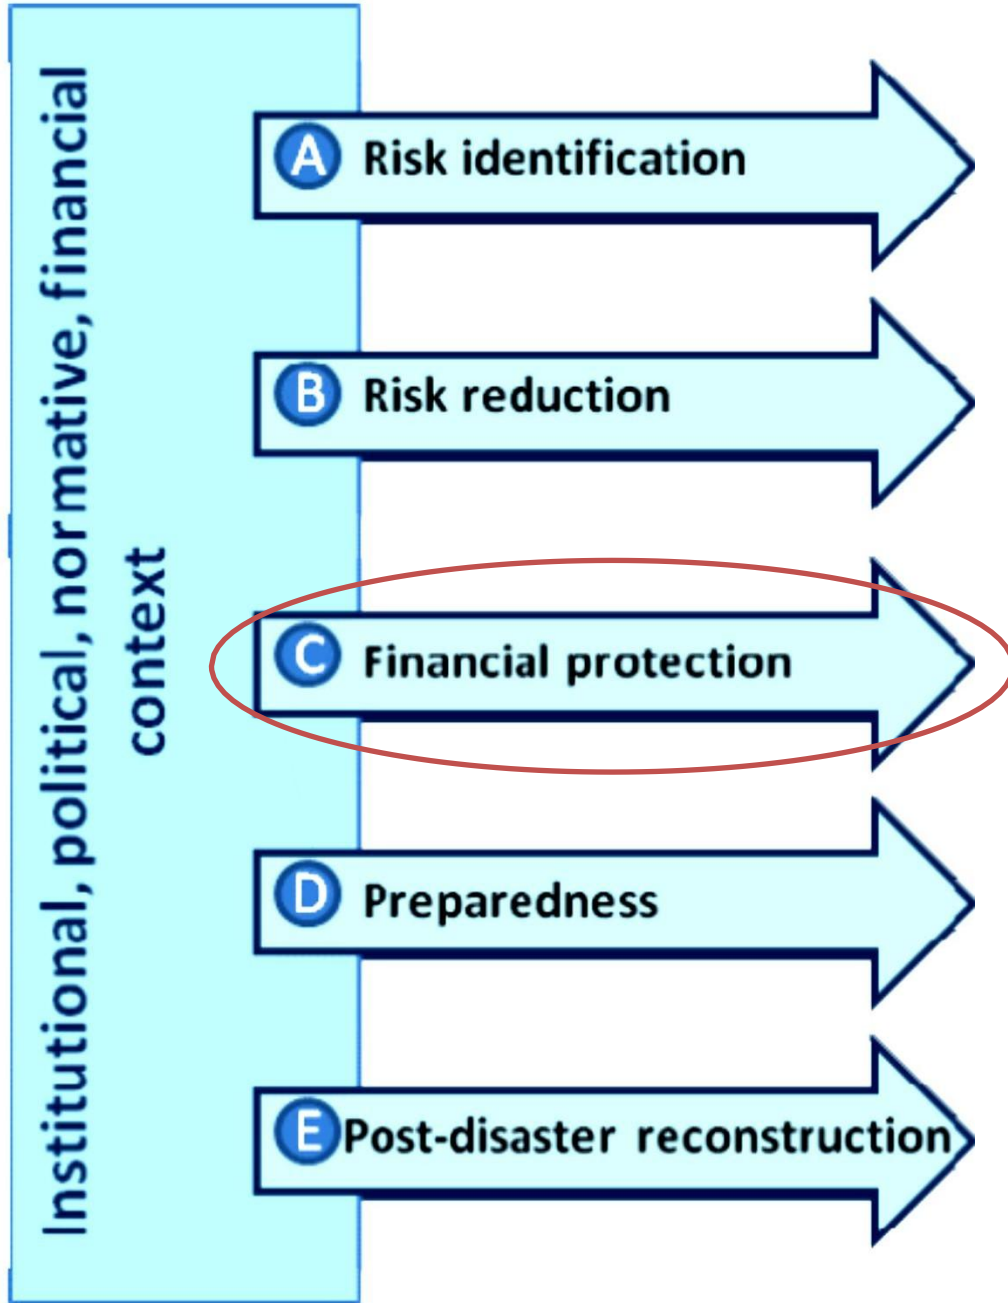 Institutional, political, normative, financial
context
A Risk identification
B Risk reduction
C Financial protection
D Preparedness
E Post-disaster reconstruction